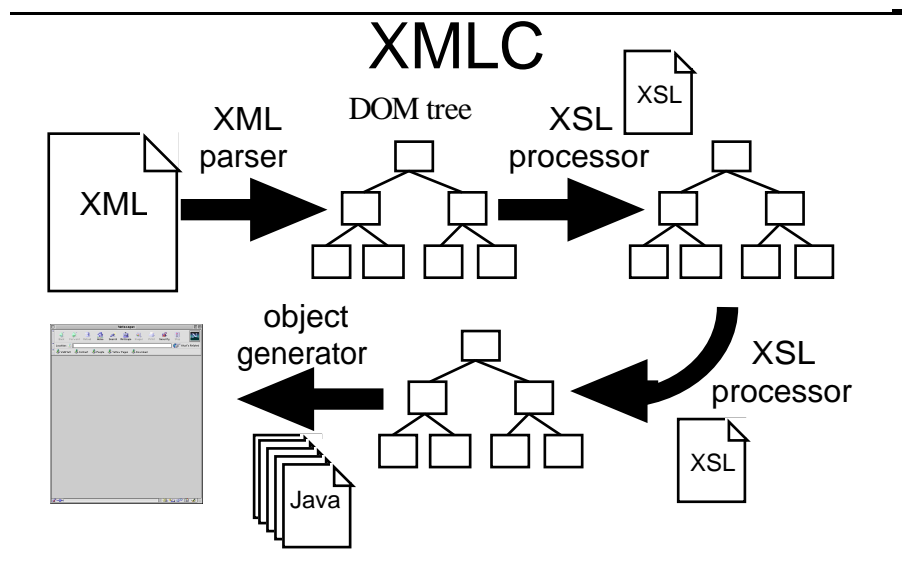 XMLC
XSL
DOM tree
XML
parser
XSL
processor
XML
object
generator
XSL
processor
XSL
Java